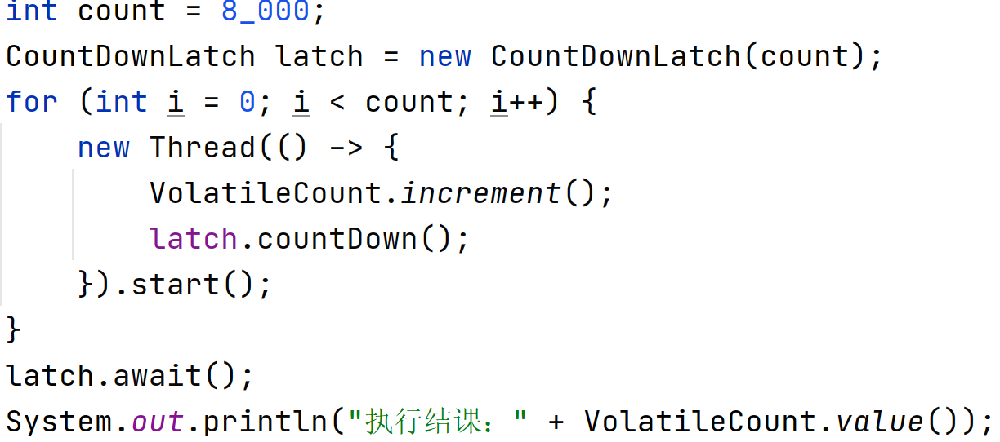 int count = 8_000;
CountDownLatch latch = new CountDownLatch(count);
for (int i = 0; i < count; i++) {
    new Thread(() -> {
        VolatileCount.increment();
        latch.countDown();
    }).start();
}
latch.await();
System.out.println("执行结课：" + VolatileCount.value());